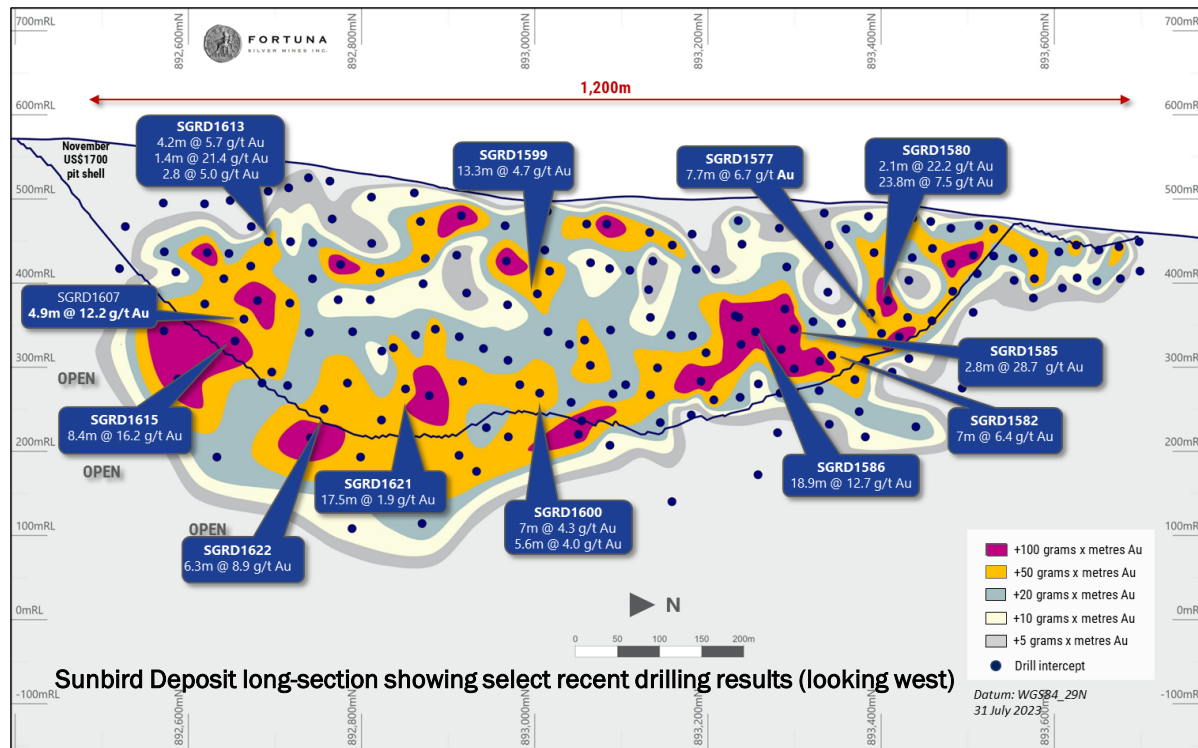 700mRL
700mRL
892,600mN
892,800mN
893,000mN
893,200mN
893,400mN
893,600mN
FORTUNA
SILVER MINES INC.
1,200m
600mRL
600mRL
November
US$1700
pit shell
SGRD1613
4.2m @ 5.7 g/t Au
1.4m @ 21.4 g/t Au
2.8 @ 5.0 g/t Au
SGRD1599
13.3m @ 4.7 g/t Au
SGRD1577
7.7m @ 6.7 g/t Au
SGRD1580
2.1m @ 22.2 g/t Au
23.8m @ 7.5 g/t Au
500mRL
500mRL
400mRL
400mRL
SGRD1607
4.9m @ 12.2 g/t Au
300mRL
300mRL
SGRD1585
2.8m @ 28.7 g/t Au
OPEN
SGRD1615
8.4m @ 16.2 g/t Au
SGRD1582
7m @ 6.4 g/t Au
200mRL
200mRL
OPEN
SGRD1621
17.5m @ 1.9 g/t Au
SGRD1586
18.9m @ 12.7 g/t Au
SGRD1600
7m @ 4.3 g/t Au
5.6m @ 4.0 g/t Au
100mRL
100mRL
OPEN
SGRD1622
6.3m @ 8.9 g/t Au
+100 grams x metres Au
+50 grams x metres Au
+20 grams x metres Au
+10 grams x metres Au
+5 grams x metres Au
Drill intercept
0mRL
0mRL
N
0 50 100 150 200m
Sunbird Deposit long-section showing select recent drilling results (looking west)
Datum: WGS84_29N
31 July 2023
-100mRL
-100mRL
892,600mN
892,800mN
893,000mN
893,200mN
893,400mN
893,600mN